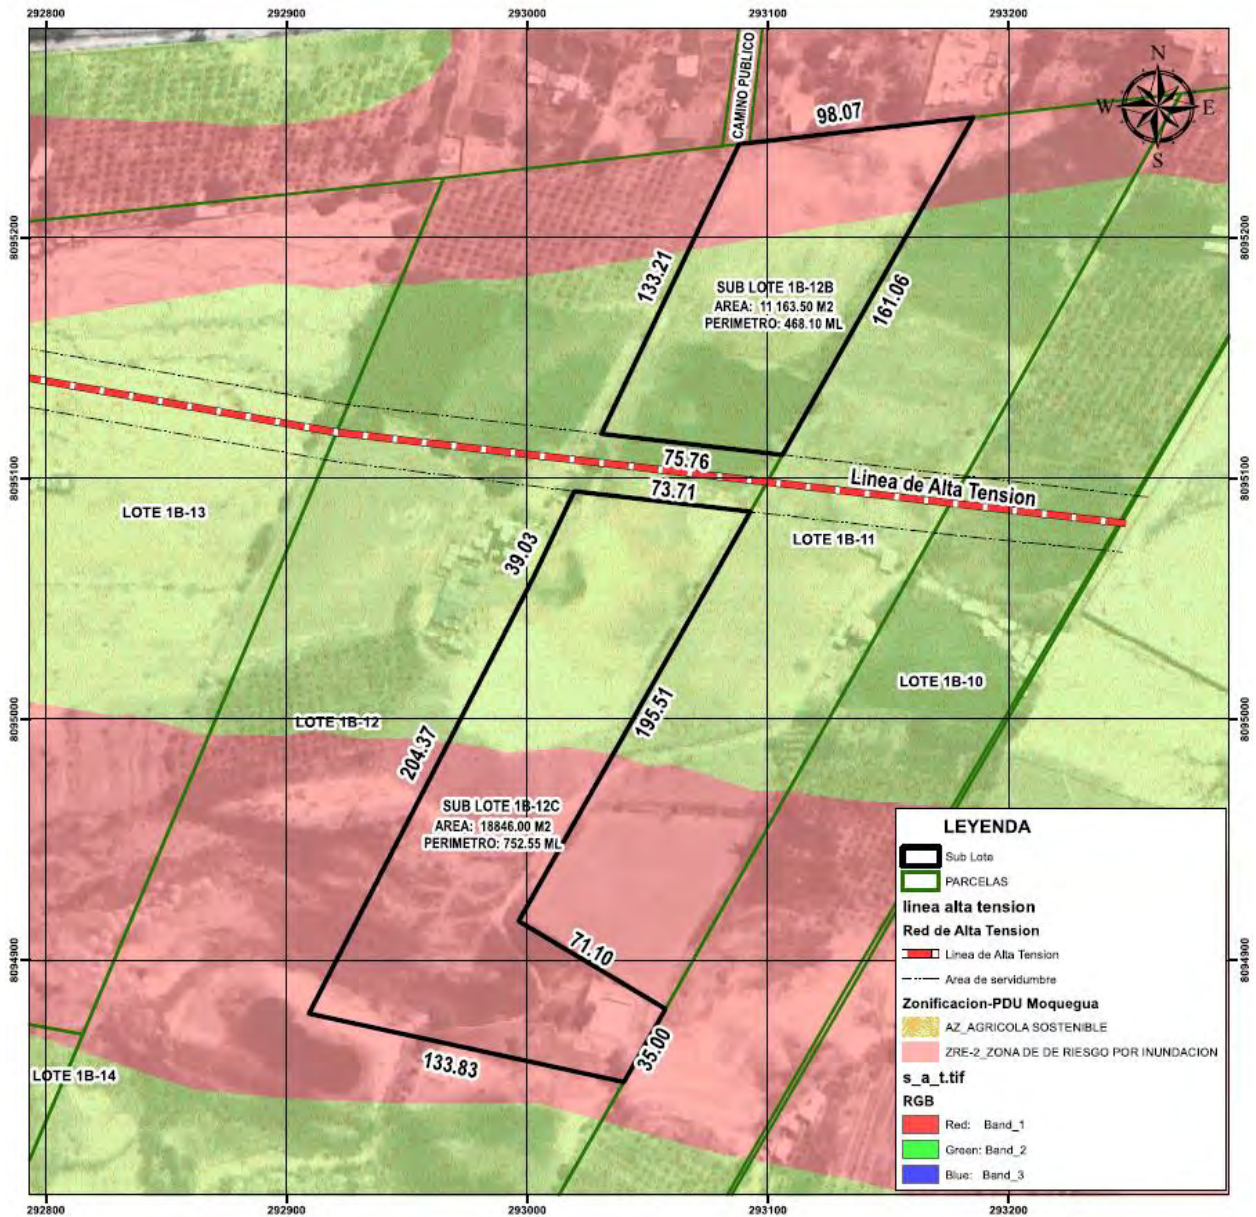 292800
292900
293000
293100
293200
N
W
E
S
CAMINO PUBLICO
98.07
8095200
8095200
133.21
161.06
SUB LOTE 1B-12B
AREA: 11 163.50 M2
PERIMETRO: 468.10 ML
75.76
Linea de Alta Tension
8095100
8095100
73.71
LOTE 1B-13
39.03
LOTE 1B-11
LOTE 1B-10
195.51
8095000
8095000
LOTE 1B-12
204.37
SUB LOTE 1B-12C
AREA: 18846.00 M2
PERIMETRO: 752.55 ML
71.10
8094900
8094900
35.00
133.83
LOTE 1B-14
LEYENDA
Sub Lote
PARCELAS
linea alta tension
Red de Alta Tension
Linea de Alta Tension
Area de servidumbre
Zonificacion-PDU Moquegua
AZ_AGRICOLA SOSTENIBLE
ZRE-2_ZONA DE DE RIESGO POR INUNDACION
s_a_t.tif
RGB
Red: Band_1
Green: Band_2
Blue: Band_3
292800
292900
293000
293100
293200